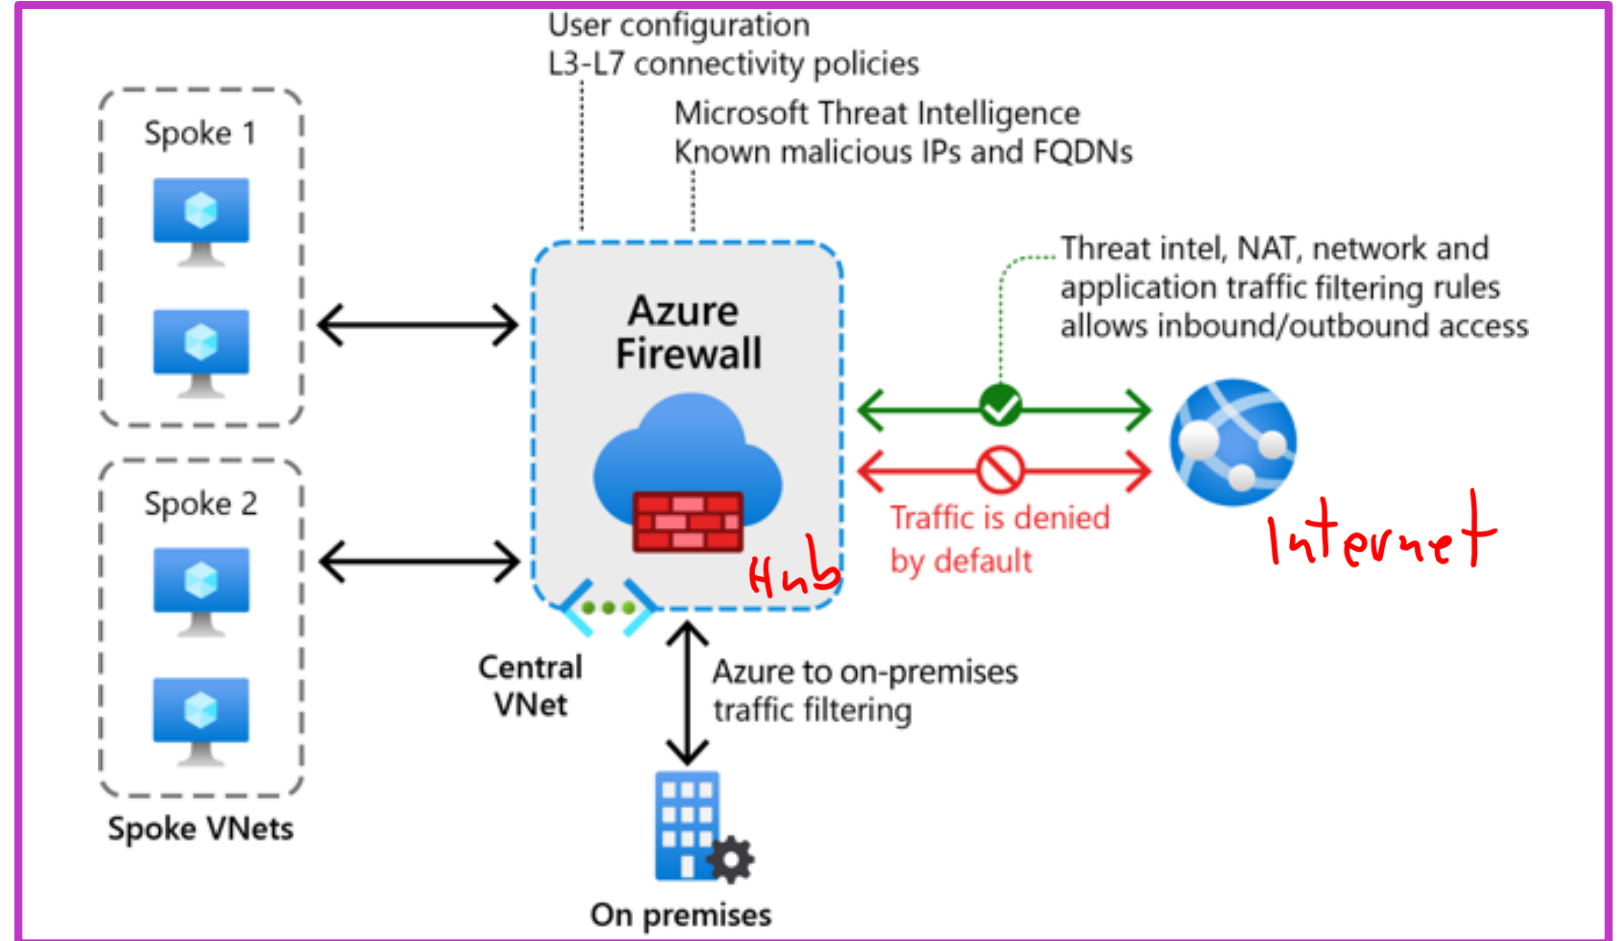 User configuration
L3-L7 connectivity policies
Microsoft Threat Intelligence
Known malicious IPs and FQDNs
Spoke 1
Threat intel, NAT, network and
application traffic filtering rules
allows inbound/outbound access
Azure
Firewall
Spoke 2
Traffic is denied
by default
Internet
Hub
Central
VNet
Azure to on-premises
traffic filtering
Spoke VNets
On premises